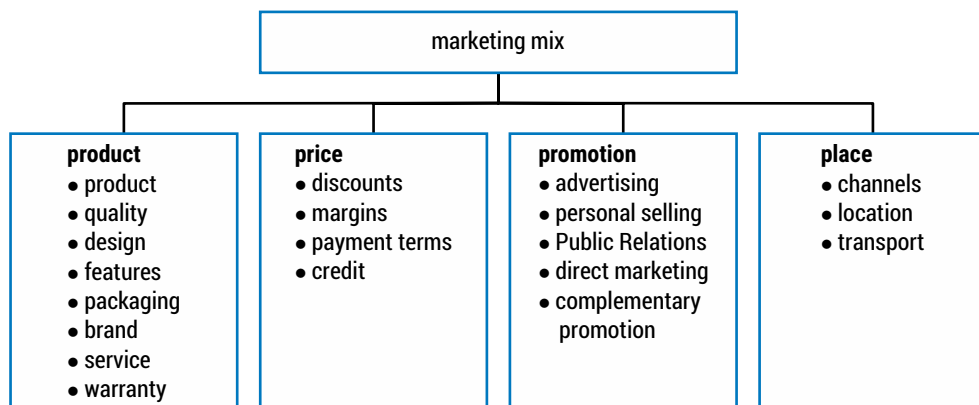 marketing mix
product
• product
• quality
• design
• features
• packaging
• brand
• service
• warranty
price
• discounts
• margins
• payment terms
• credit
promotion
• advertising
• personal selling
• Public Relations
• direct marketing
• complementary
promotion
place
• channels
• location
• transport